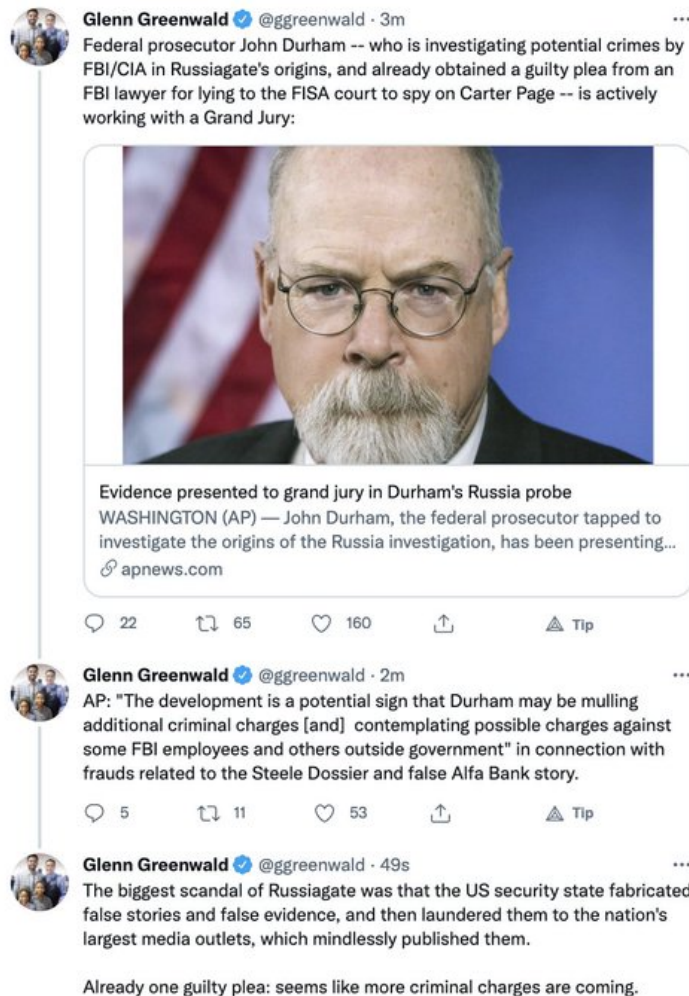 Glenn Greenwald @ggreenwald · 3m
Federal prosecutor John Durham -- who is investigating potential crimes by
FBI/CIA in Russiagate's origins, and already obtained a guilty plea from an
FBI lawyer for lying to the FISA court to spy on Carter Page -- is actively
working with a Grand Jury:
Evidence presented to grand jury in Durham's Russia probe
WASHINGTON (AP) — John Durham, the federal prosecutor tapped to
investigate the origins of the Russia investigation, has been presenting...
apnews.com
22 65 160 Tip
Glenn Greenwald @ggreenwald · 2m
AP: "The development is a potential sign that Durham may be mulling
additional criminal charges [and] contemplating possible charges against
some FBI employees and others outside government" in connection with
frauds related to the Steele Dossier and false Alfa Bank story.
5 11 53 Tip
Glenn Greenwald @ggreenwald · 49s
The biggest scandal of Russiagate was that the US security state fabricated
false stories and false evidence, and then laundered them to the nation's
largest media outlets, which mindlessly published them.
Already one guilty plea: seems like more criminal charges are coming.